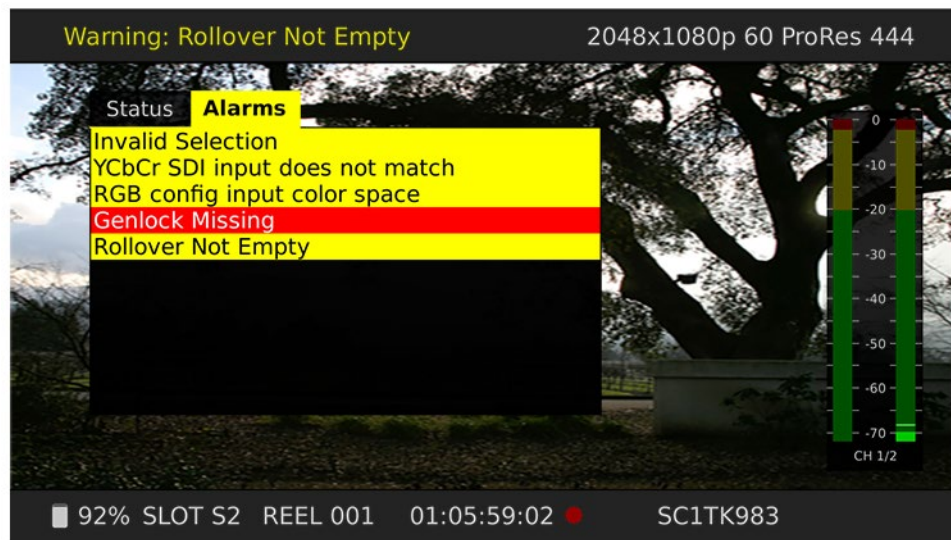 Warning: Rollover Not Empty 2048x1080p 60 ProRes 444
Status Alarms
Invalid Selection
YCbCr SDI input does not match
RGB config input color space
Genlock Missing
Rollover Not Empty
0
-10
-20
-30
-40
-50
-60
-70
CH 1/2
92% SLOT S2 REEL 001 01:05:59:02 SC1TK983